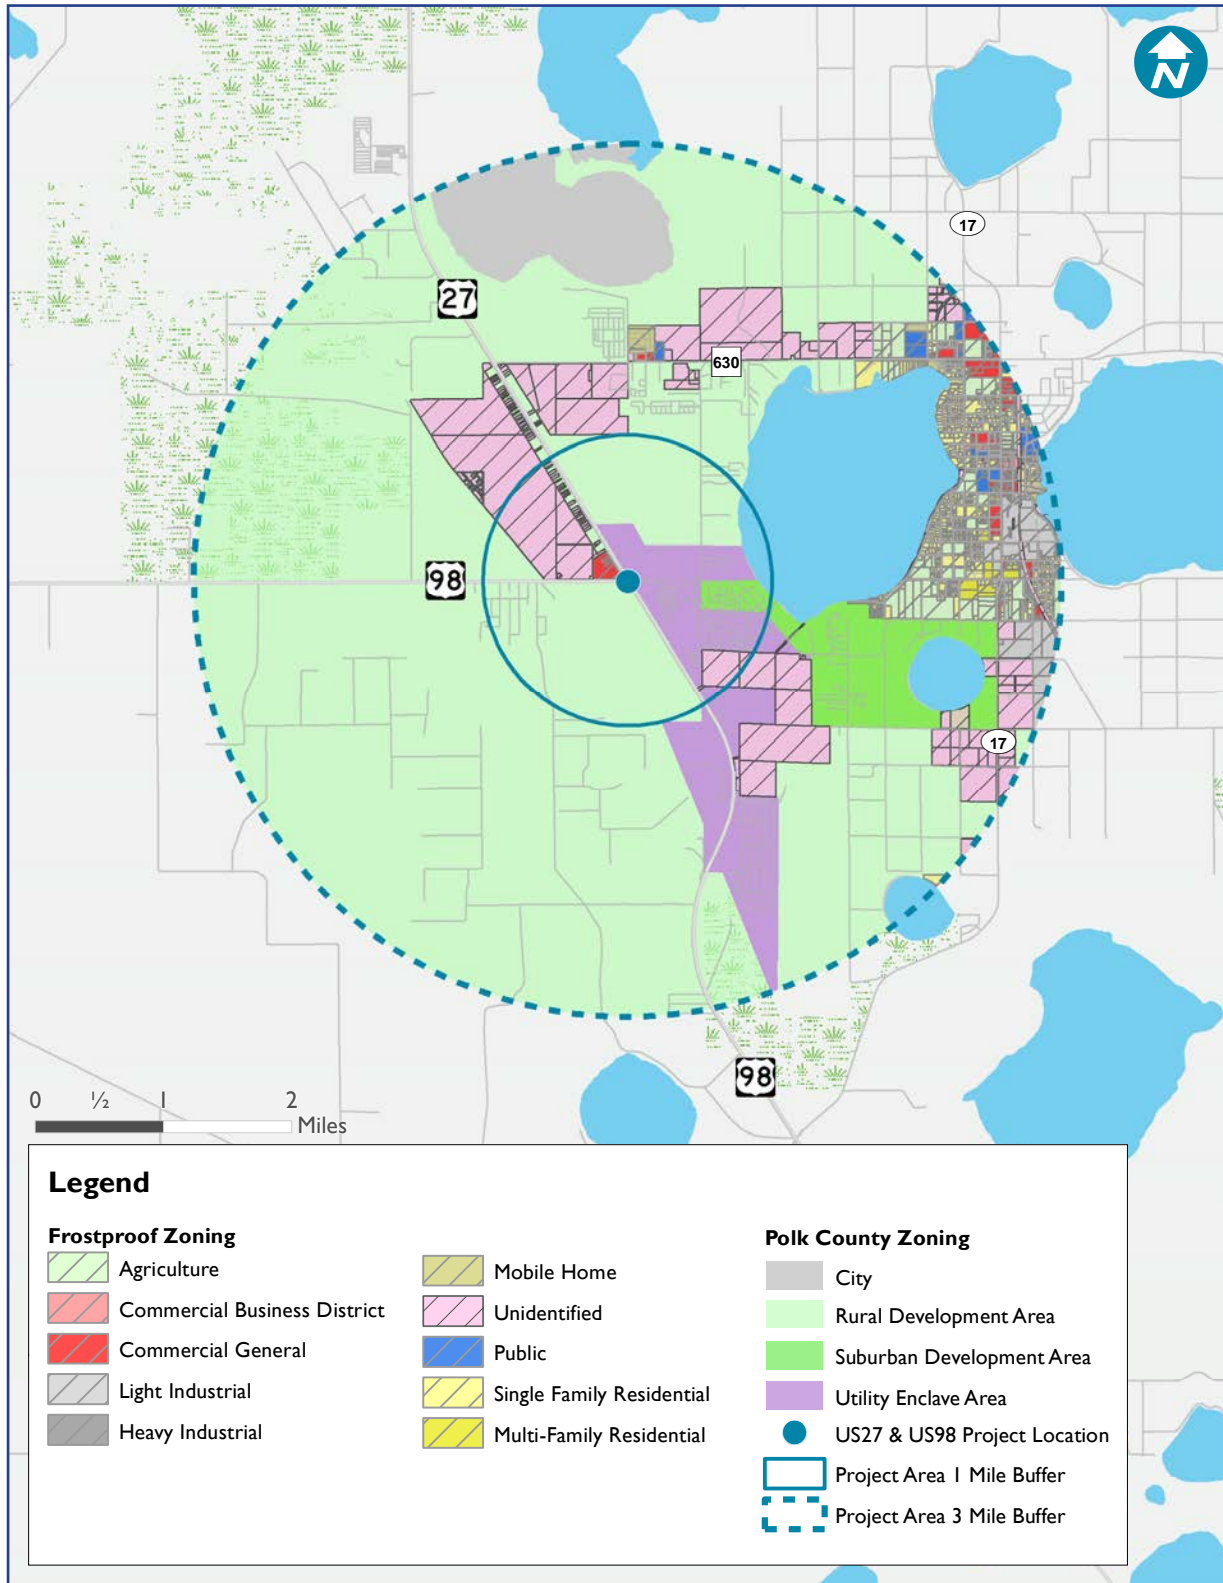 N
17
27
630
98
17
98
0 ½ 1 2
Miles
Legend
Frostproof Zoning
Agriculture
Commercial Business District
Commercial General
Light Industrial
Heavy Industrial
Mobile Home
Unidentified
Public
Single Family Residential
Multi-Family Residential
Polk County Zoning
City
Rural Development Area
Suburban Development Area
Utility Enclave Area
US27 & US98 Project Location
Project Area 1 Mile Buffer
Project Area 3 Mile Buffer